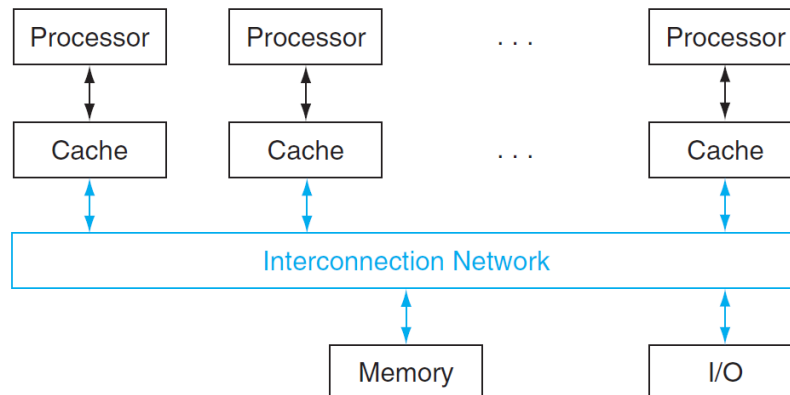 Processor Processor . . . Processor
Cache Cache . . . Cache
Interconnection Network
Memory I/O